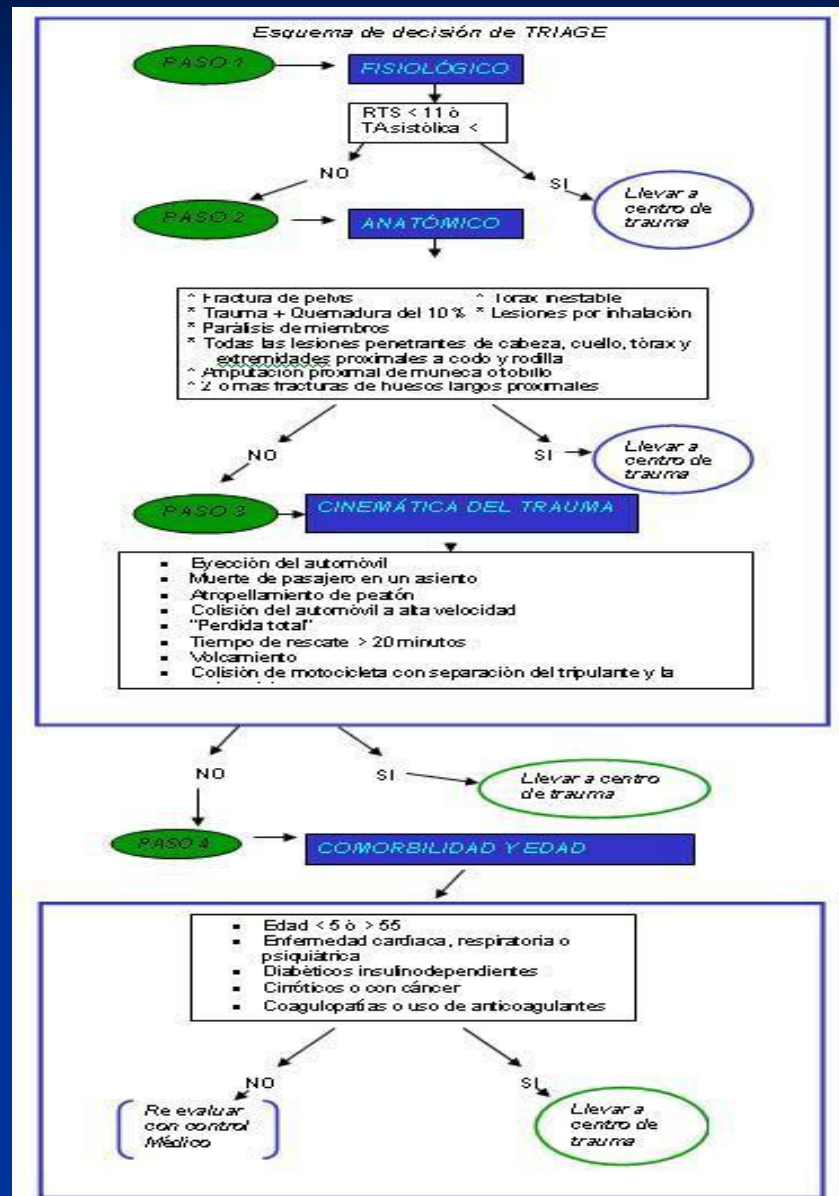 Esquema de decisión de TRIAGE
PASO 1
FISIOLÓGICO
RTS < 11 ò
TA sistólica <
NO
SI
Llevar a
centro de
trauma
PASO 2
ANATÓMICO
^ Fractura de pelvis ^ Torax inestable
* Trauma + Quemadura del 10 % * Lesiones por inhalación
* Parálisis de miembros
* Todas las lesiones penetrantes de cabeza, cuello, tórax y
extremidades proximales a codo y rodilla
^ Amputación proximal de muneca o tobillo
^ 2 o mas fracturas de huesos largos proximales
NO
SI
Llevar a
centro de
trauma
PASO 3
CINEMÁTICA DEL TRAUMA
▪ Eyección del automóvil
▪ Muerte de pasajero en un asiento
▪ Atropellamiento de peatón
▪ Colisión del automóvil a alta velocidad
▪ "Perdida total"
▪ Tiempo de rescate > 20 minutos
▪ Volcamiento
▪ Colisión de motocicleta con separación del tripulante y la
NO
SI
Llevar a centro
de trauma
PASO 4
COMORBILIDAD Y EDAD
▪ Edad < 5 ò > 55
▪ Enfermedad cardiaca, respiratoria o
psiquiátrica
▪ Diabéticos insulinodependientes
▪ Cirróticos o con cáncer
▪ Coagulopatías o uso de anticoagulantes
NO
SI
Re evaluar
con control
Médico
Llevar a
centro de
trauma